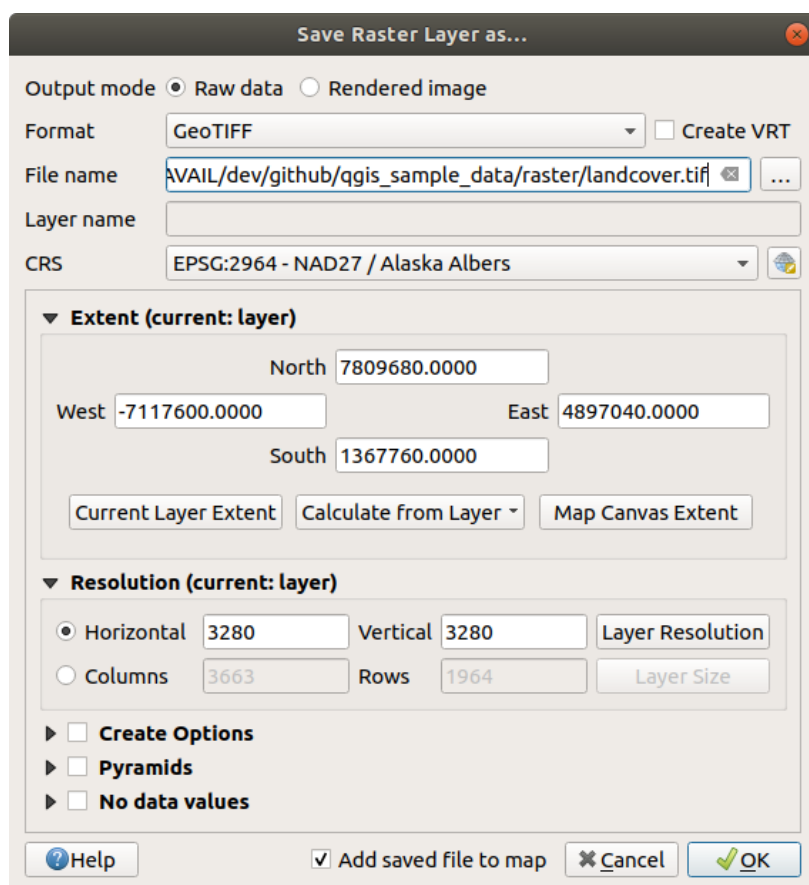 Save Raster Layer as...
Output mode Raw data Rendered image
Format GeoTIFF Create VRT
File name AVAIL/dev/github/qgis_sample_data/raster/landcover.tif ...
Layer name
CRS EPSG:2964 - NAD27 / Alaska Albers
Extent (current: layer)
North 7809680.0000
West -7117600.0000 East 4897040.0000
South 1367760.0000
Current Layer Extent Calculate from Layer Map Canvas Extent
Resolution (current: layer)
Horizontal 3280 Vertical 3280 Layer Resolution
Columns 3663 Rows 1964 Layer Size
Create Options
Pyramids
No data values
Help Add saved file to map Cancel OK